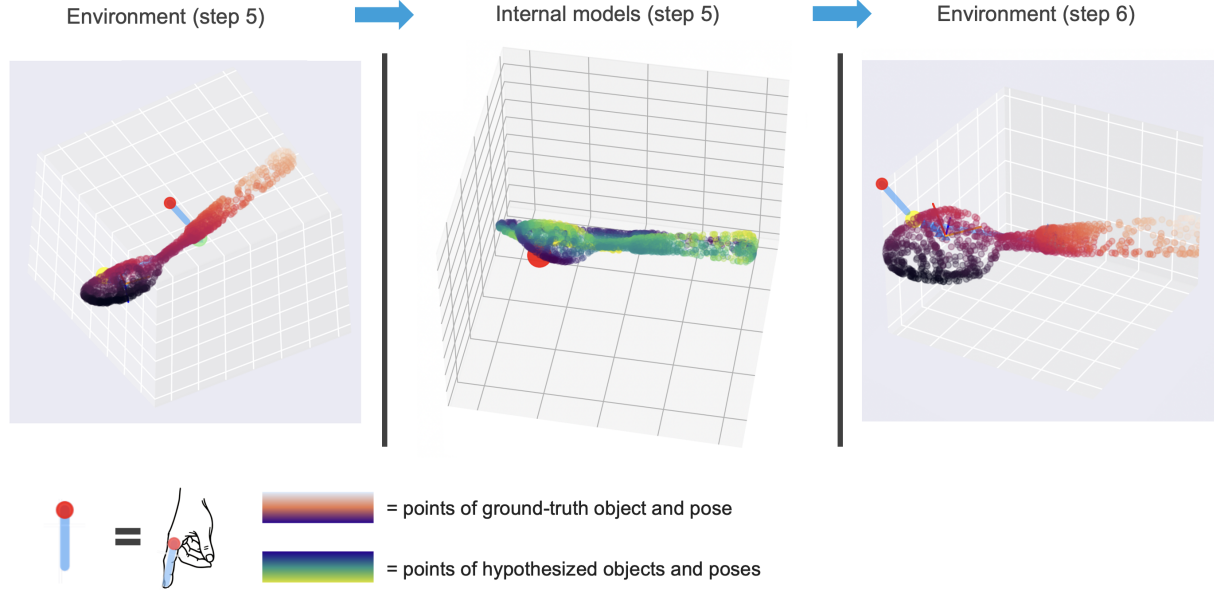 Environment (step 5)
Internal models (step 5)
Environment (step 6)
= points of ground-truth object and pose
= points of hypothesized objects and poses